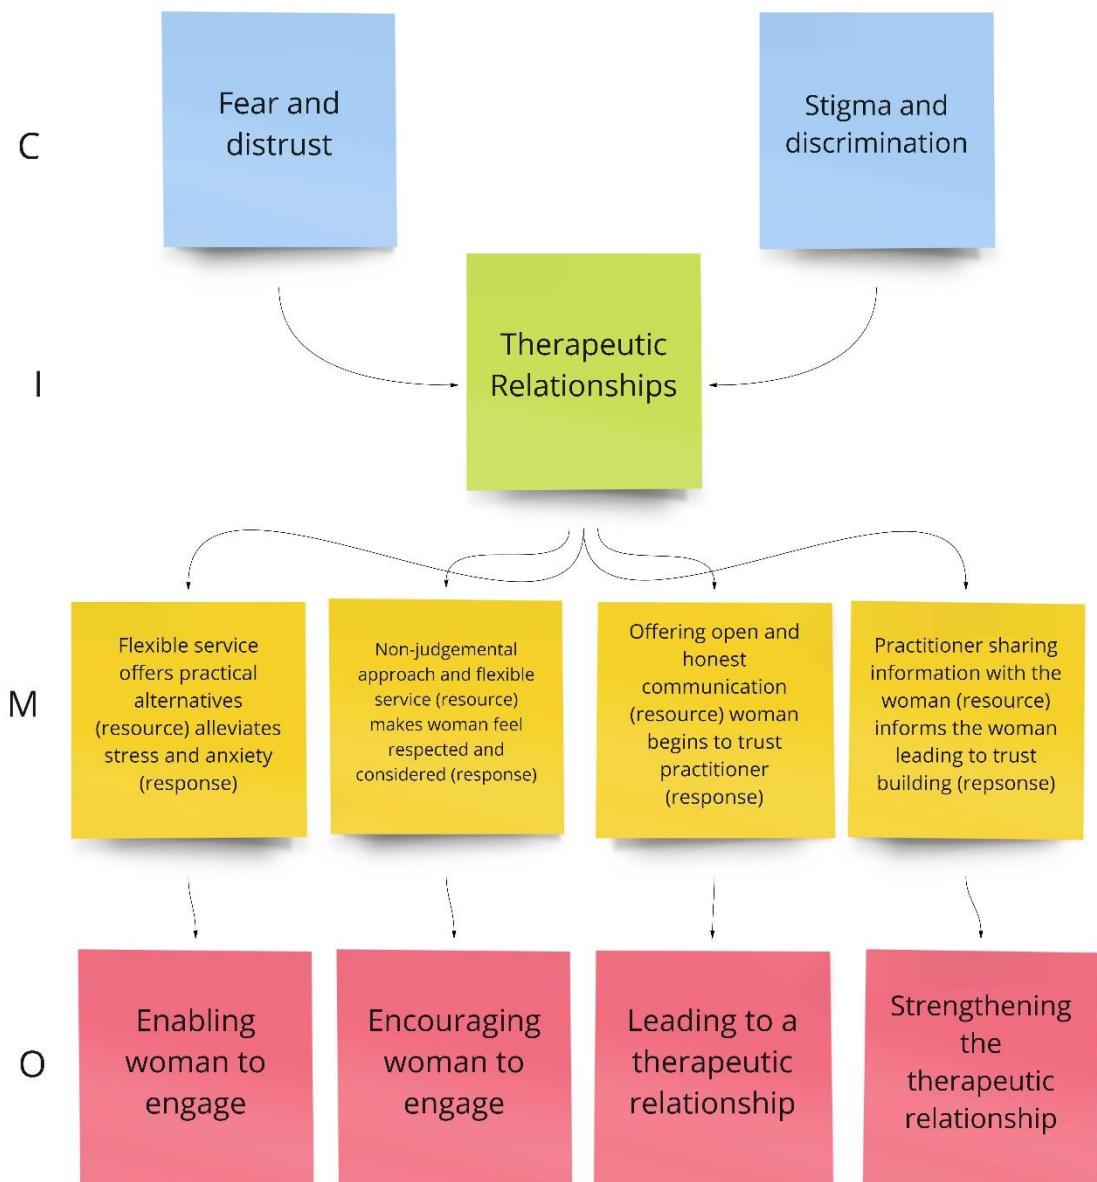 C
Fear and
distrust
Stigma and
discrimination
I
Therapeutic
Relationships
M
Flexible service
offers practical
alternatives
(resource) alleviates
stress and anxiety
(response)
Non-judgemental
approach and flexible
service (resource)
makes woman feel
respected and
considered (response)
Offering open and
honest
communication
(resource) woman
begins to trust
practitioner
(response)
Practitioner sharing
information with the
woman (resource)
informs the woman
leading to trust
building (repsonse)
O
Enabling
woman to
engage
Encouraging
woman to
engage
Leading to a
therapeutic
relationship
Strengthening
the
therapeutic
relationship